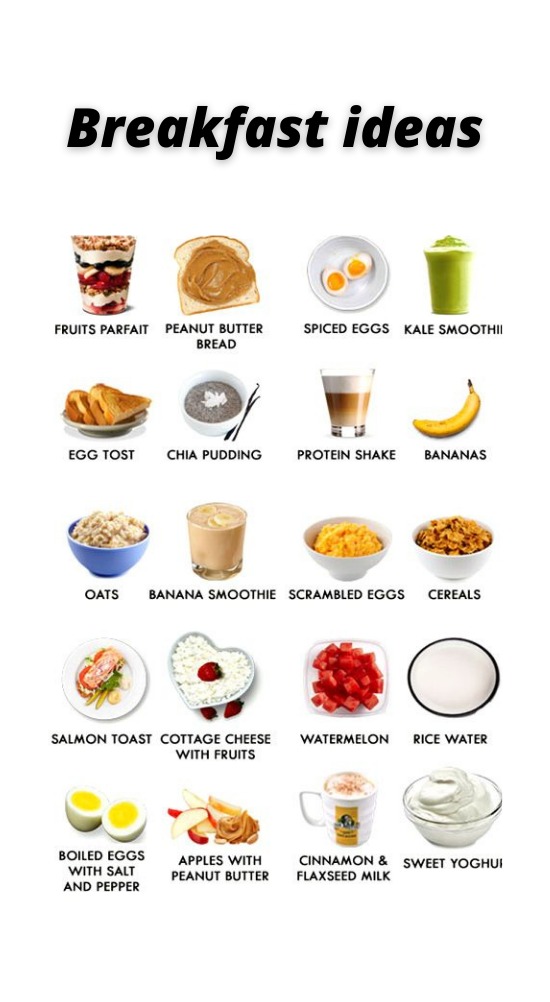 Breakfast ideas
FRUITS PARFAIT
PEANUT BUTTER
BREAD
SPICED EGGS
KALE SMOOTHI
EGG TOST
CHIA PUDDING
PROTEIN SHAKE
BANANAS
OATS
BANANA SMOOTHIE
SCRAMBLED EGGS
CEREALS
SALMON TOAST
COTTAGE CHEESE
WITH FRUITS
WATERMELON
RICE WATER
BOILED EGGS
WITH SALT
AND PEPPER
APPLES WITH
PEANUT BUTTER
CINNAMON &
FLAXSEED MILK
SWEET YOGHU